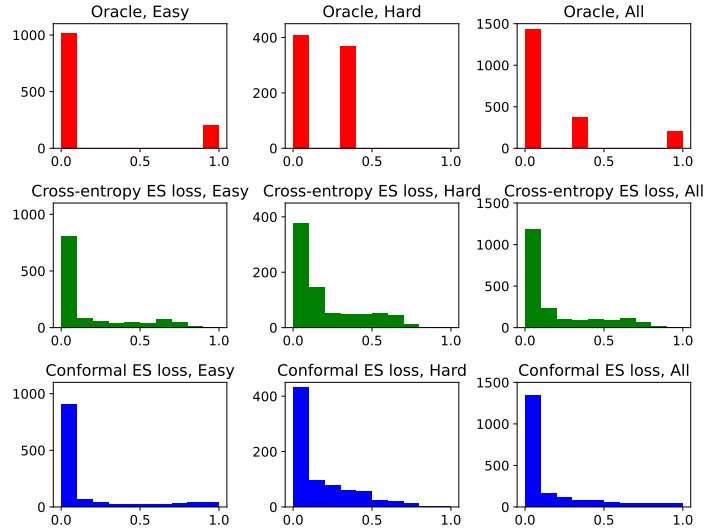 Oracle, Easy
Oracle, Hard
Oracle, All
1000
500
0
0.0 0.5 1.0
400
200
0
0.0 0.5 1.0
1500
1000
500
0
0.0 0.5 1.0
Cross-entropy ES loss, Easy
Cross-entropy ES loss, Hard
Cross-entropy ES loss, All
1000
500
0
0.0 0.5 1.0
400
200
0
0.0 0.5 1.0
1500
1000
500
0
0.0 0.5 1.0
Conformal ES loss, Easy
Conformal ES loss, Hard
Conformal ES loss, All
1000
500
0
0.0 0.5 1.0
400
200
0
0.0 0.5 1.0
1500
1000
500
0
0.0 0.5 1.0